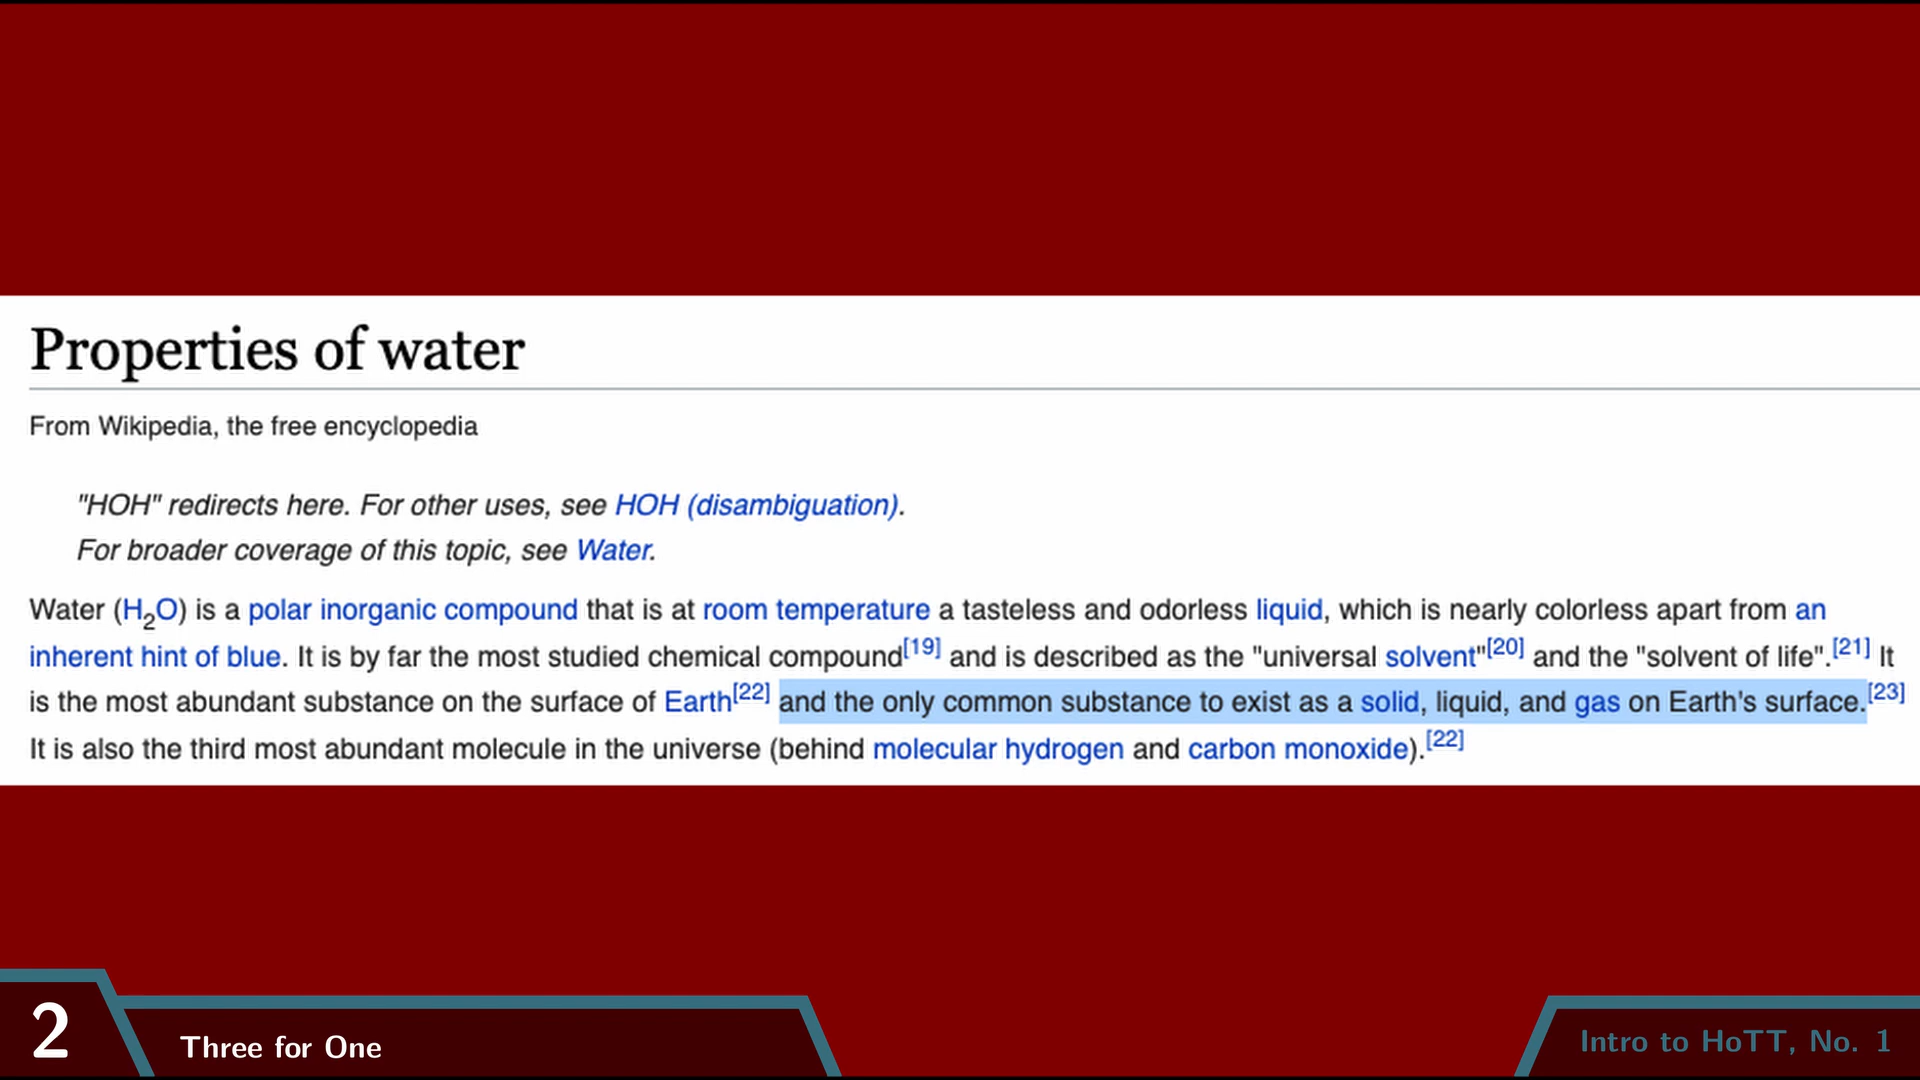 Properties of water
From Wikipedia, the free encyclopedia
"HOH" redirects here. For other uses, see HOH (disambiguation).
For broader coverage of this topic, see Water.
Water (H₂O) is a polar inorganic compound that is at room temperature a tasteless and odorless liquid, which is nearly colorless apart from an
inherent hint of blue. It is by far the most studied chemical compound[19] and is described as the "universal solvent"[20] and the "solvent of life".[21] It
is the most abundant substance on the surface of Earth[22] and the only common substance to exist as a solid, liquid, and gas on Earth's surface.[23]
It is also the third most abundant molecule in the universe (behind molecular hydrogen and carbon monoxide).[22]
2
Three for One
Intro to HoTT, No. 1